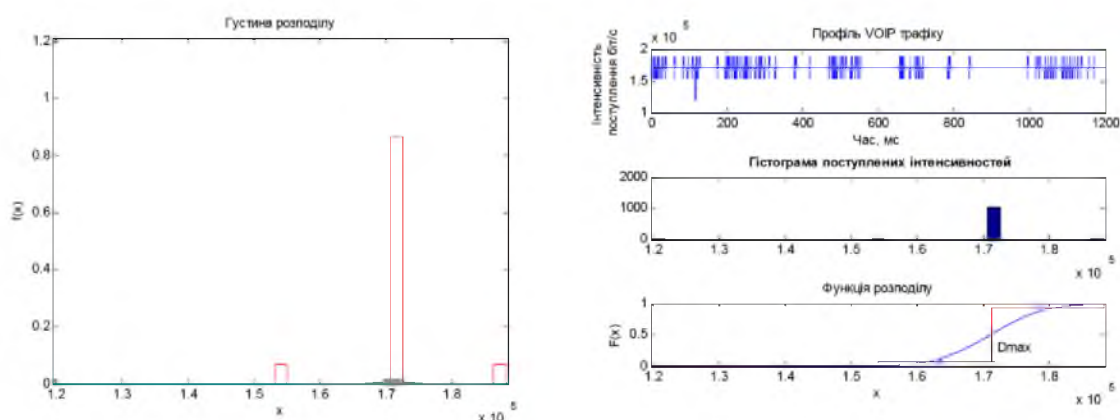 Густина розподілу
1.2
1
0.8
0.6
0.4
0.2
0
f(x)
1.2 1.3 1.4 1.5 1.6 1.7 1.8
x
x 10 5
Профіль VOIP трафіку
x 10 5
2
1.5
1
Інтенсивність
поступлення біт/с
0 200 400 600 800 1000 1200
Час, мс
Гістограма поступлених інтенсивностей
2000
1000
0
1.2 1.3 1.4 1.5 1.6 1.7 1.8
x 10 5
Функція розподілу
1
0.5
0
F(x)
Dmax
1.2 1.3 1.4 1.5 1.6 1.7 1.8
x
x 10 5